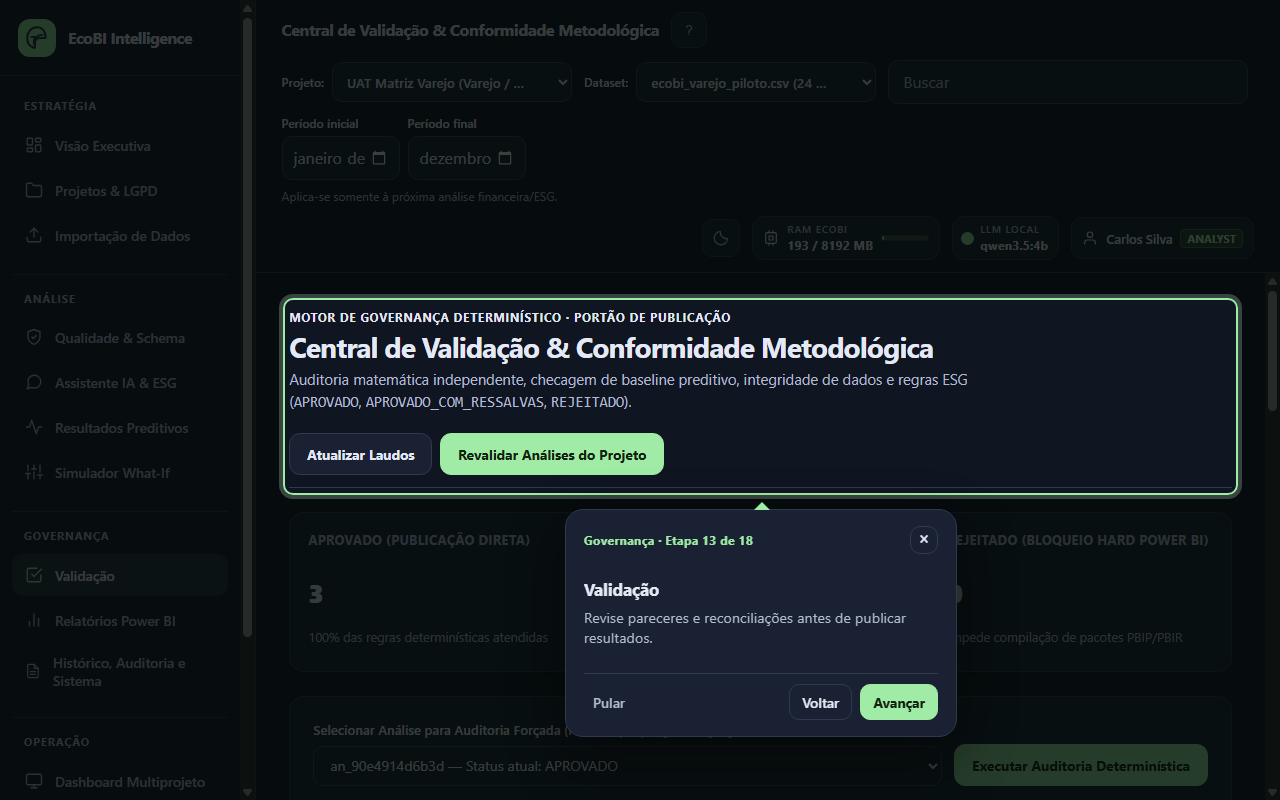 EcoBI Intelligence
ESTRATÉGIA
Visão Executiva
Projetos & LGPD
Importação de Dados
ANÁLISE
Qualidade & Schema
Assistente IA & ESG
Resultados Preditivos
Simulador What-If
GOVERNANÇA
Validação
Relatórios Power BI
Histórico, Auditoria e
Sistema
OPERAÇÃO
Dashboard Multiprojeto
Central de Validação & Conformidade Metodológica
?
Projeto:
UAT Matriz Varejo (Varejo / ...
Dataset:
ecobi_varejo_piloto.csv (24 ...
Buscar
Período inicial
Período final
janeiro de
dezembro
Aplica-se somente à próxima análise financeira/ESG.
RAM ECOBI
193 / 8192 MB
LLM LOCAL
qwen3.5:4b
Carlos Silva
ANALYST
MOTOR DE GOVERNANÇA DETERMINÍSTICO · PORTÃO DE PUBLICAÇÃO
Central de Validação & Conformidade Metodológica
Auditoria matemática independente, checagem de baseline preditivo, integridade de dados e regras ESG
(APROVADO, APROVADO_COM_RESSALVAS, REJEITADO).
Atualizar Laudos
Revalidar Análises do Projeto
APROVADO (PUBLICAÇÃO DIRETA)
3
100% das regras determinísticas atendidas
EJEITADO (BLOQUEIO HARD POWER BI)
mpede compilação de pacotes PBIP/PBIR
Governança · Etapa 13 de 18
×
Validação
Revise pareceres e reconciliações antes de publicar
resultados.
Pular
Voltar
Avançar
Selecionar Análise para Auditoria Forçada
an_90e4914d6b3d — Status atual: APROVADO
Executar Auditoria Determinística